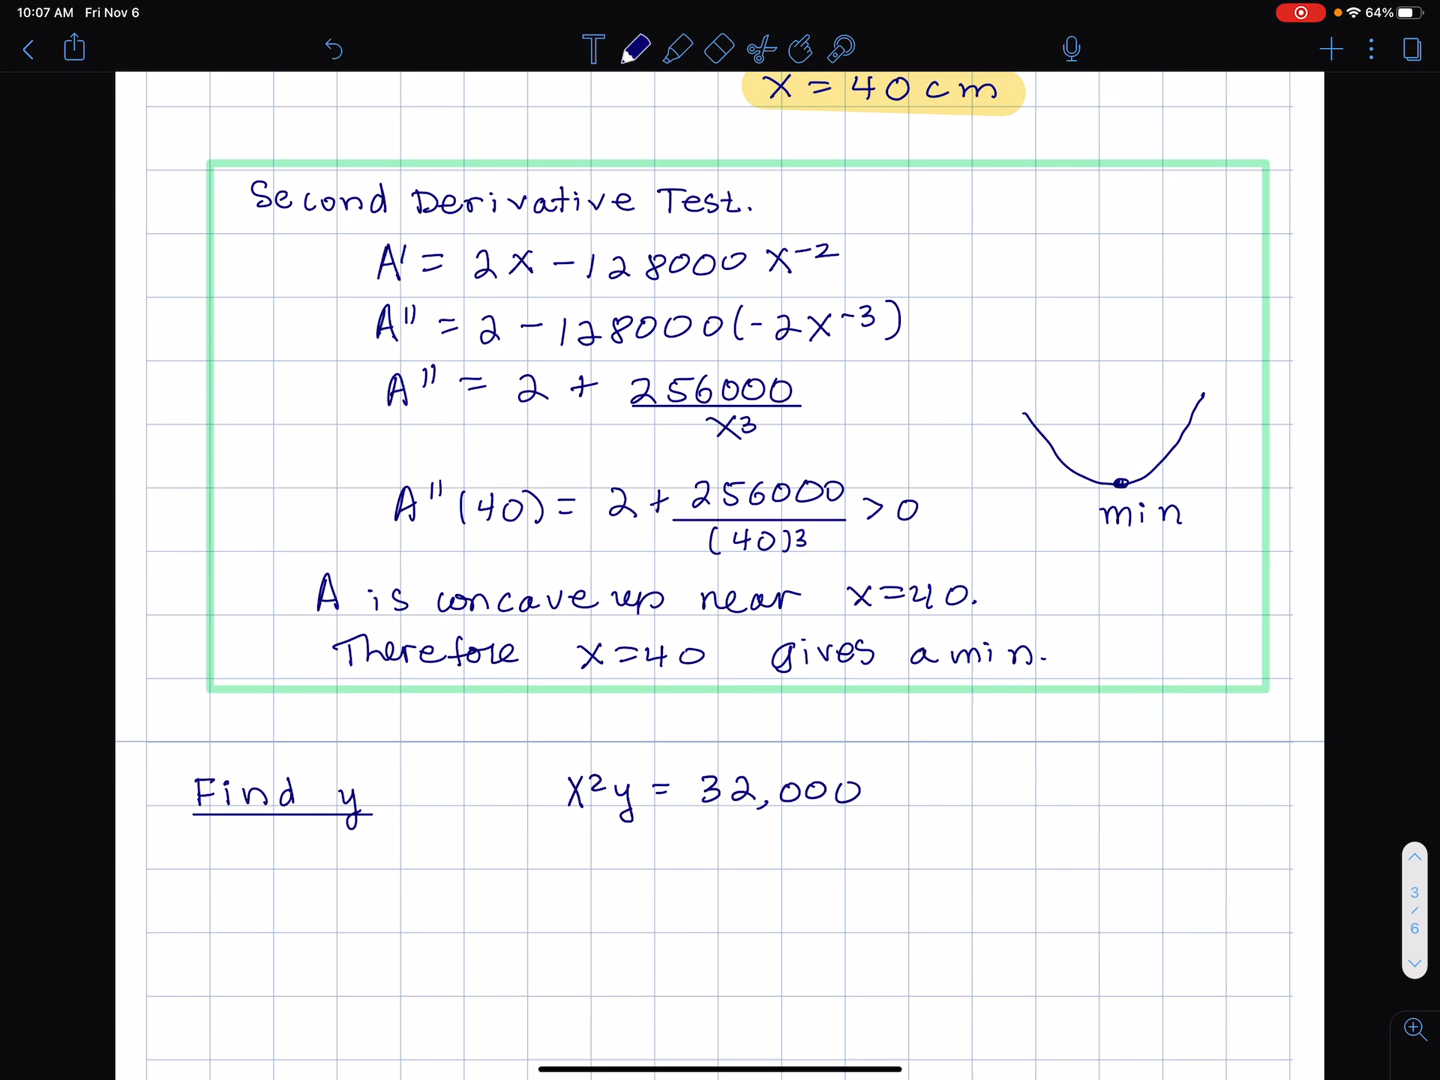 10:07 AM Fri Nov 6
64%
T
x = 40 cm
Second Derivative Test.
A' = 2x - 128000 x⁻²
A'' = 2 - 128000(-2x⁻³)
A'' = 2 + 256000/x³
A''(40) = 2 + 256000/(40)³ > 0
min
A is concave up near x=40.
Therefore x=40 gives a min.
Find y x²y = 32,000
3
/
6